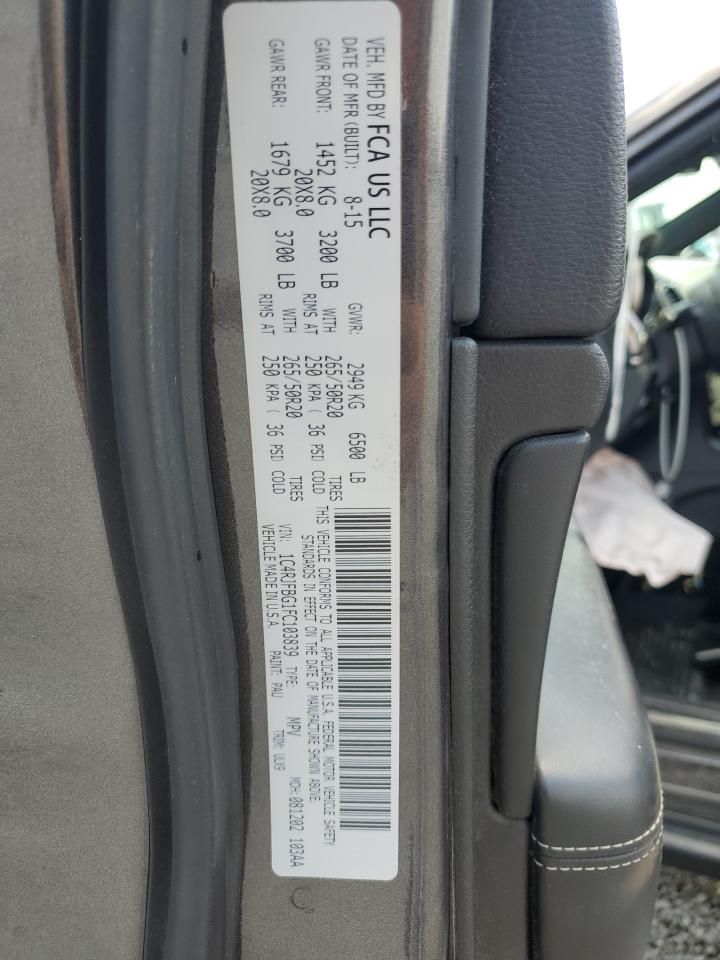 VEH. MFD BY FCA US LLC
DATE OF MFR (BUILT): 8-15 GVWR: 2949 KG 6500 LB
GAWR FRONT: 1452 KG 3200 LB WITH 265/50R20 TIRES
20X8.0 RIMS AT 250 KPA ( 36 PSI) COLD
GAWR REAR: 1679 KG 3700 LB WITH 265/50R20 TIRES
20X8.0 RIMS AT 250 KPA ( 36 PSI COLD
THIS VEHICLE CONFORMS TO ALL APPLICABLE U.S.A. FEDERAL MOTOR VEHICLE SAFETY
STANDARDS IN EFFECT ON THE DATE OF MANUFACTURE SHOWN ABOVE.
VIN: 1C4RJFBG1FC103839 TYPE: MPV MDH: 081202 103AA
VEHICLE MADE IN U.S.A. PAINT: PAU TRIM: ULX9